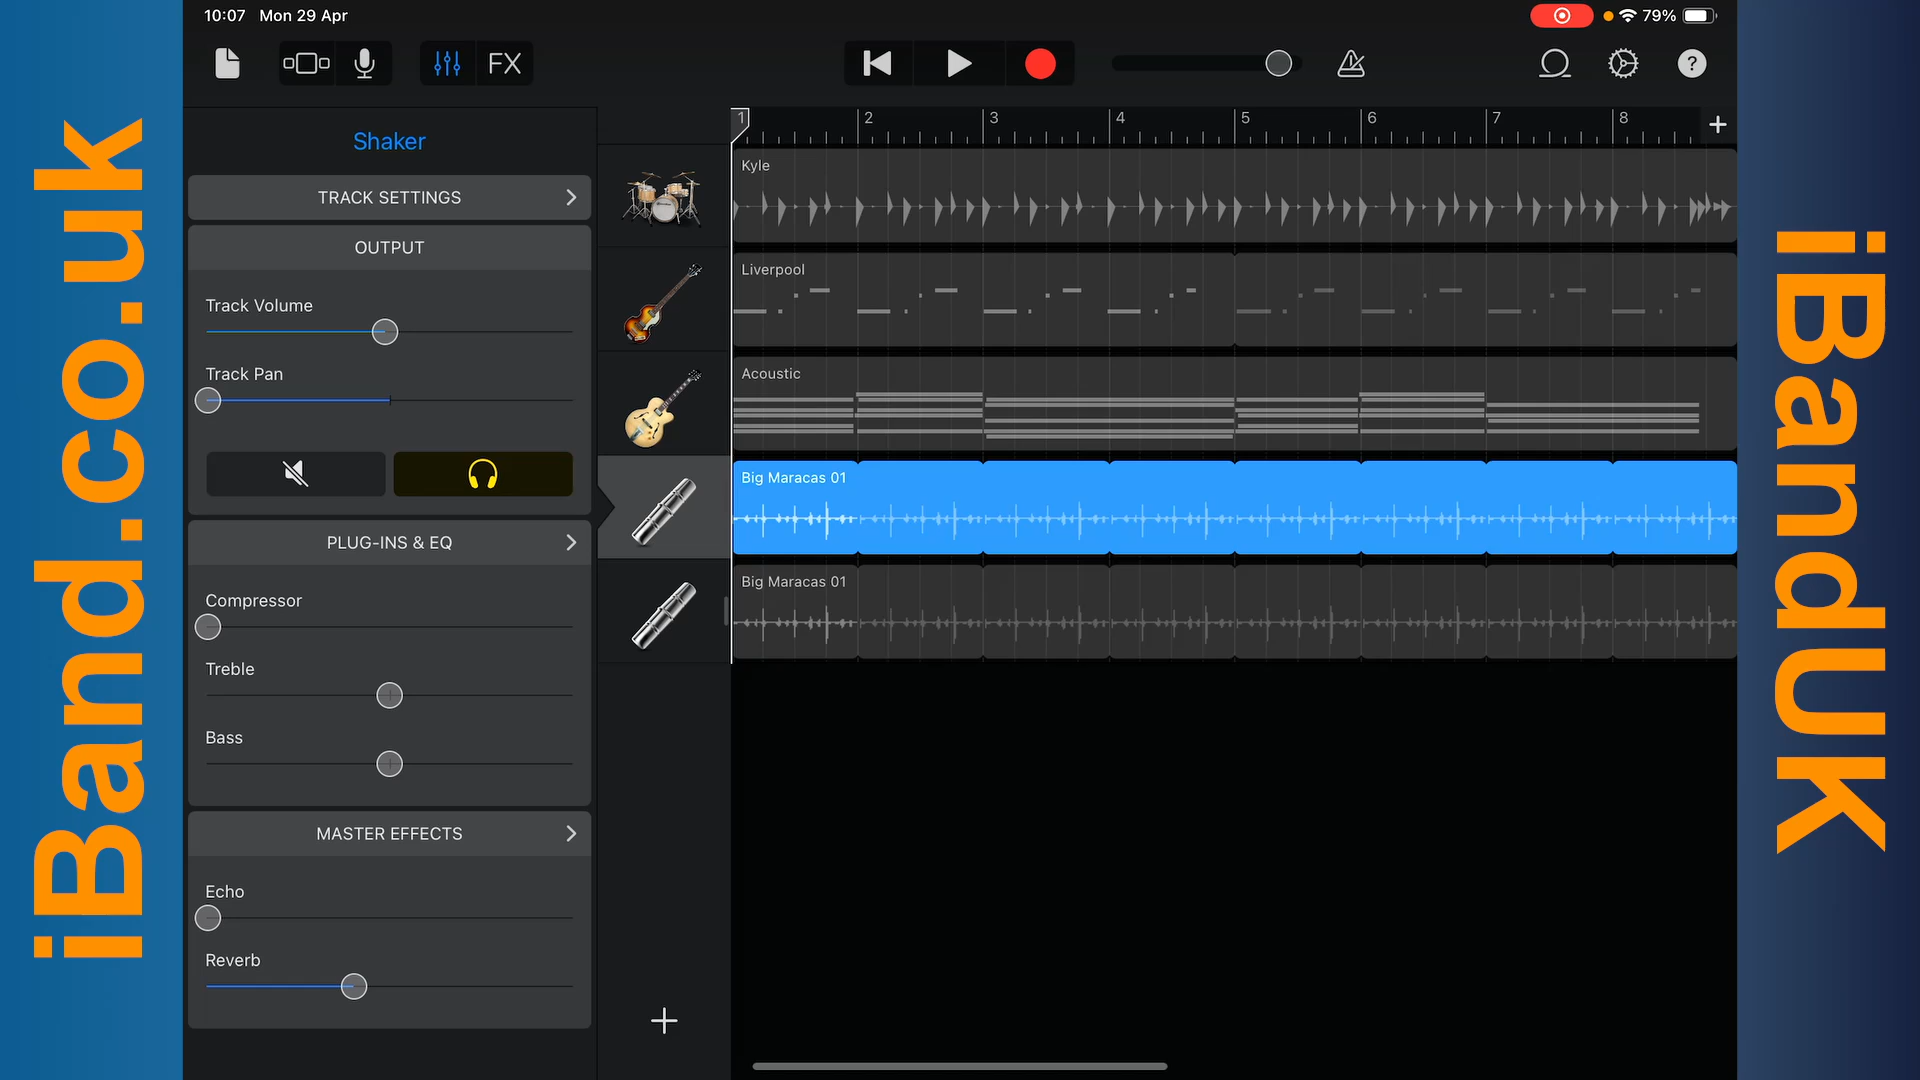 iBand.co.uk
10:07 Mon 29 Apr
79%
FX
?
Shaker
TRACK SETTINGS
OUTPUT
Track Volume
Track Pan
PLUG-INS & EQ
Compressor
Treble
Bass
MASTER EFFECTS
Echo
Reverb
1 2 3 4 5 6 7 8
Kyle
Liverpool
Acoustic
Big Maracas 01
Big Maracas 01
iBandUK